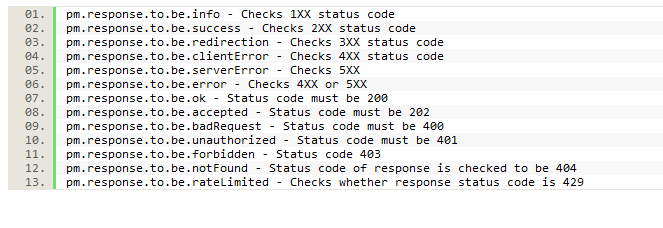 01. pm.response.to.be.info - Checks 1XX status code
02. pm.response.to.be.success - Checks 2XX status code
03. pm.response.to.be.redirection - Checks 3XX status code
04. pm.response.to.be.clientError - Checks 4XX status code
05. pm.response.to.be.serverError - Checks 5XX
06. pm.response.to.be.error - Checks 4XX or 5XX
07. pm.response.to.be.ok - Status code must be 200
08. pm.response.to.be.accepted - Status code must be 202
09. pm.response.to.be.badRequest - Status code must be 400
10. pm.response.to.be.unauthorized - Status code must be 401
11. pm.response.to.be.forbidden - Status code 403
12. pm.response.to.be.notFound - Status code of response is checked to be 404
13. pm.response.to.be.rateLimited - Checks whether response status code is 429